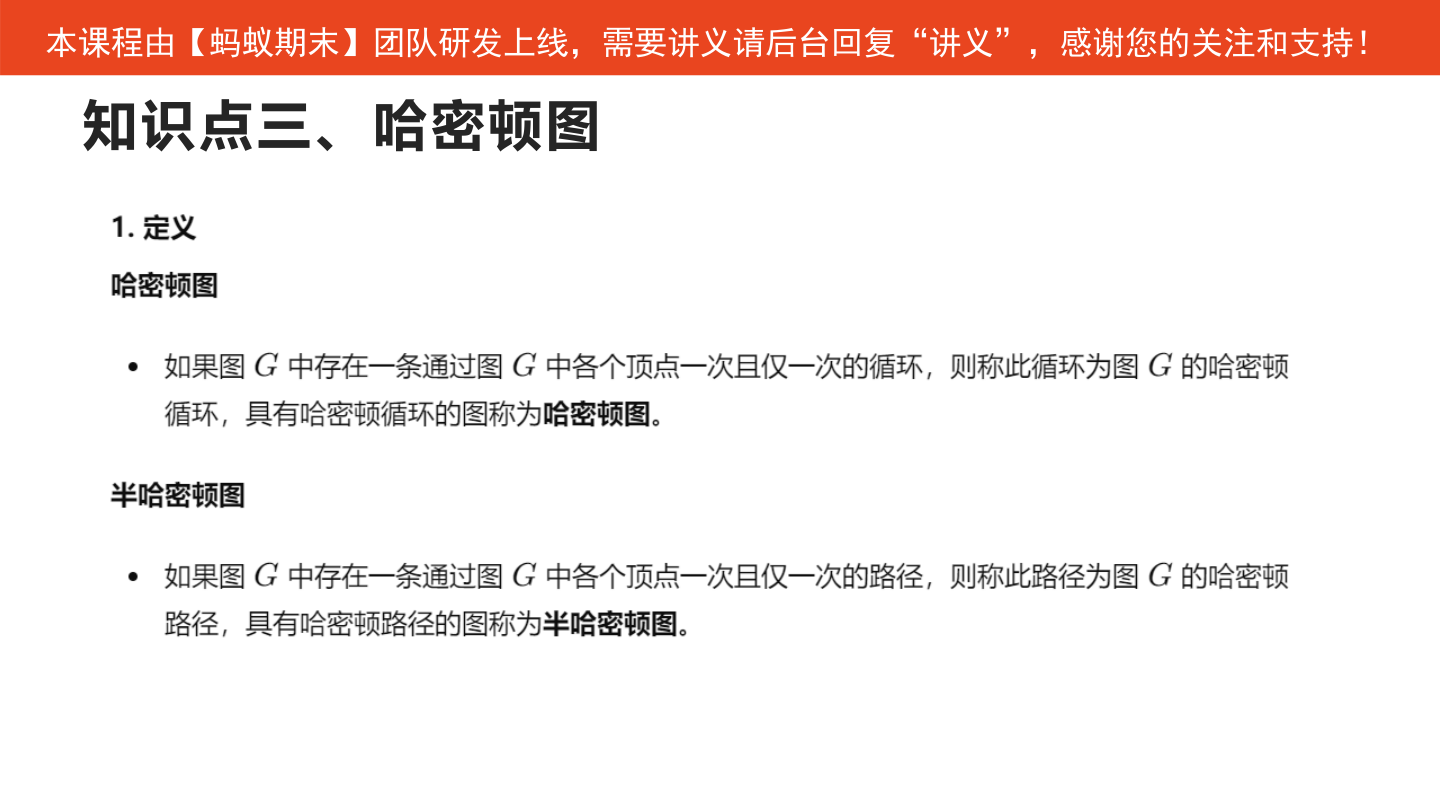 本课程由【蚂蚁期末】团队研发上线，需要讲义请后台回复“讲义”，感谢您的关注和支持！
知识点三、哈密顿图
1. 定义
哈密顿图
• 如果图 G 中存在一条通过图 G 中各个顶点一次且仅一次的循环，则称此循环为图 G 的哈密顿
循环，具有哈密顿循环的图称为哈密顿图。
半哈密顿图
• 如果图 G 中存在一条通过图 G 中各个顶点一次且仅一次的路径，则称此路径为图 G 的哈密顿
路径，具有哈密顿路径的图称为半哈密顿图。